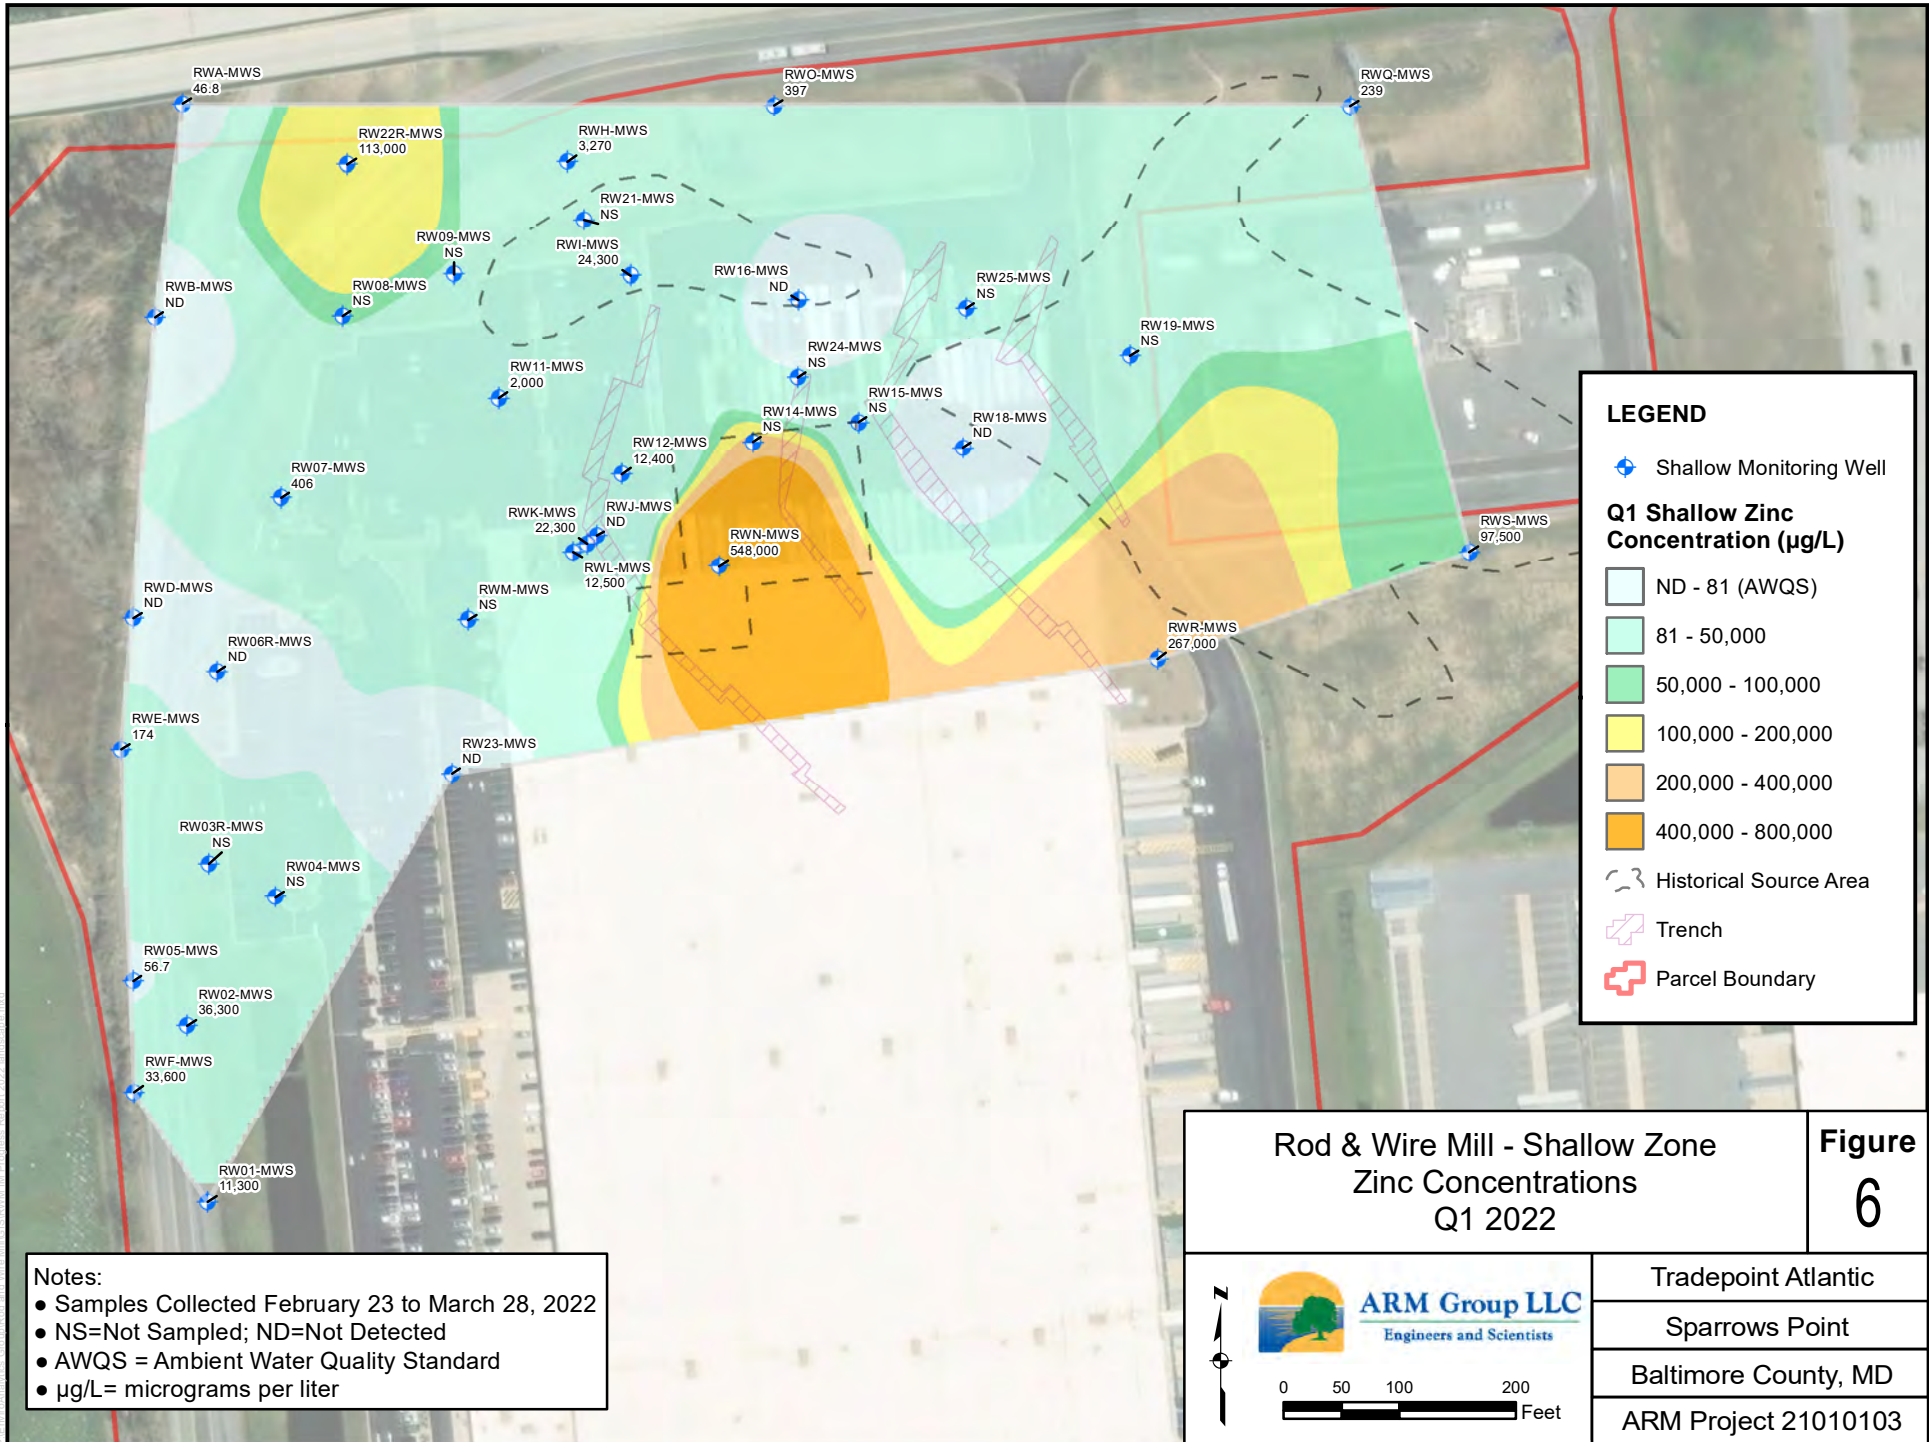 RWA-MWS
46.8
RWO-MWS
397
RWQ-MWS
239
RW22R-MWS
113,000
RWH-MWS
3,270
RW21-MWS
NS
RW09-MWS
NS
RWI-MWS
24,300
RW16-MWS
ND
RW25-MWS
NS
RWB-MWS
ND
RW08-MWS
NS
RW19-MWS
NS
RW24-MWS
NS
RW11-MWS
2,000
RW15-MWS
NS
RW14-MWS
NS
RW18-MWS
ND
RW12-MWS
12,400
RW07-MWS
406
RWK-MWS
22,300
RWJ-MWS
ND
RWN-MWS
548,000
RWS-MWS
97,500
RWL-MWS
12,500
RWD-MWS
ND
RWM-MWS
NS
RW06R-MWS
ND
RWR-MWS
267,000
RWE-MWS
174
RW23-MWS
ND
RW03R-MWS
NS
RW04-MWS
NS
RW05-MWS
56.7
RW02-MWS
36,300
RWF-MWS
33,600
RW01-MWS
11,300
LEGEND
Shallow Monitoring Well
Q1 Shallow Zinc
Concentration (µg/L)
ND - 81 (AWQS)
81 - 50,000
50,000 - 100,000
100,000 - 200,000
200,000 - 400,000
400,000 - 800,000
Historical Source Area
Trench
Parcel Boundary
Notes:
● Samples Collected February 23 to March 28, 2022
● NS=Not Sampled; ND=Not Detected
● AWQS = Ambient Water Quality Standard
● µg/L= micrograms per liter
Rod & Wire Mill - Shallow Zone
Zinc Concentrations
Q1 2022
Figure
6
Z
ARM Group LLC
Engineers and Scientists
0 50 100 200
Feet
Tradepoint Atlantic
Sparrows Point
Baltimore County, MD
ARM Project 21010103